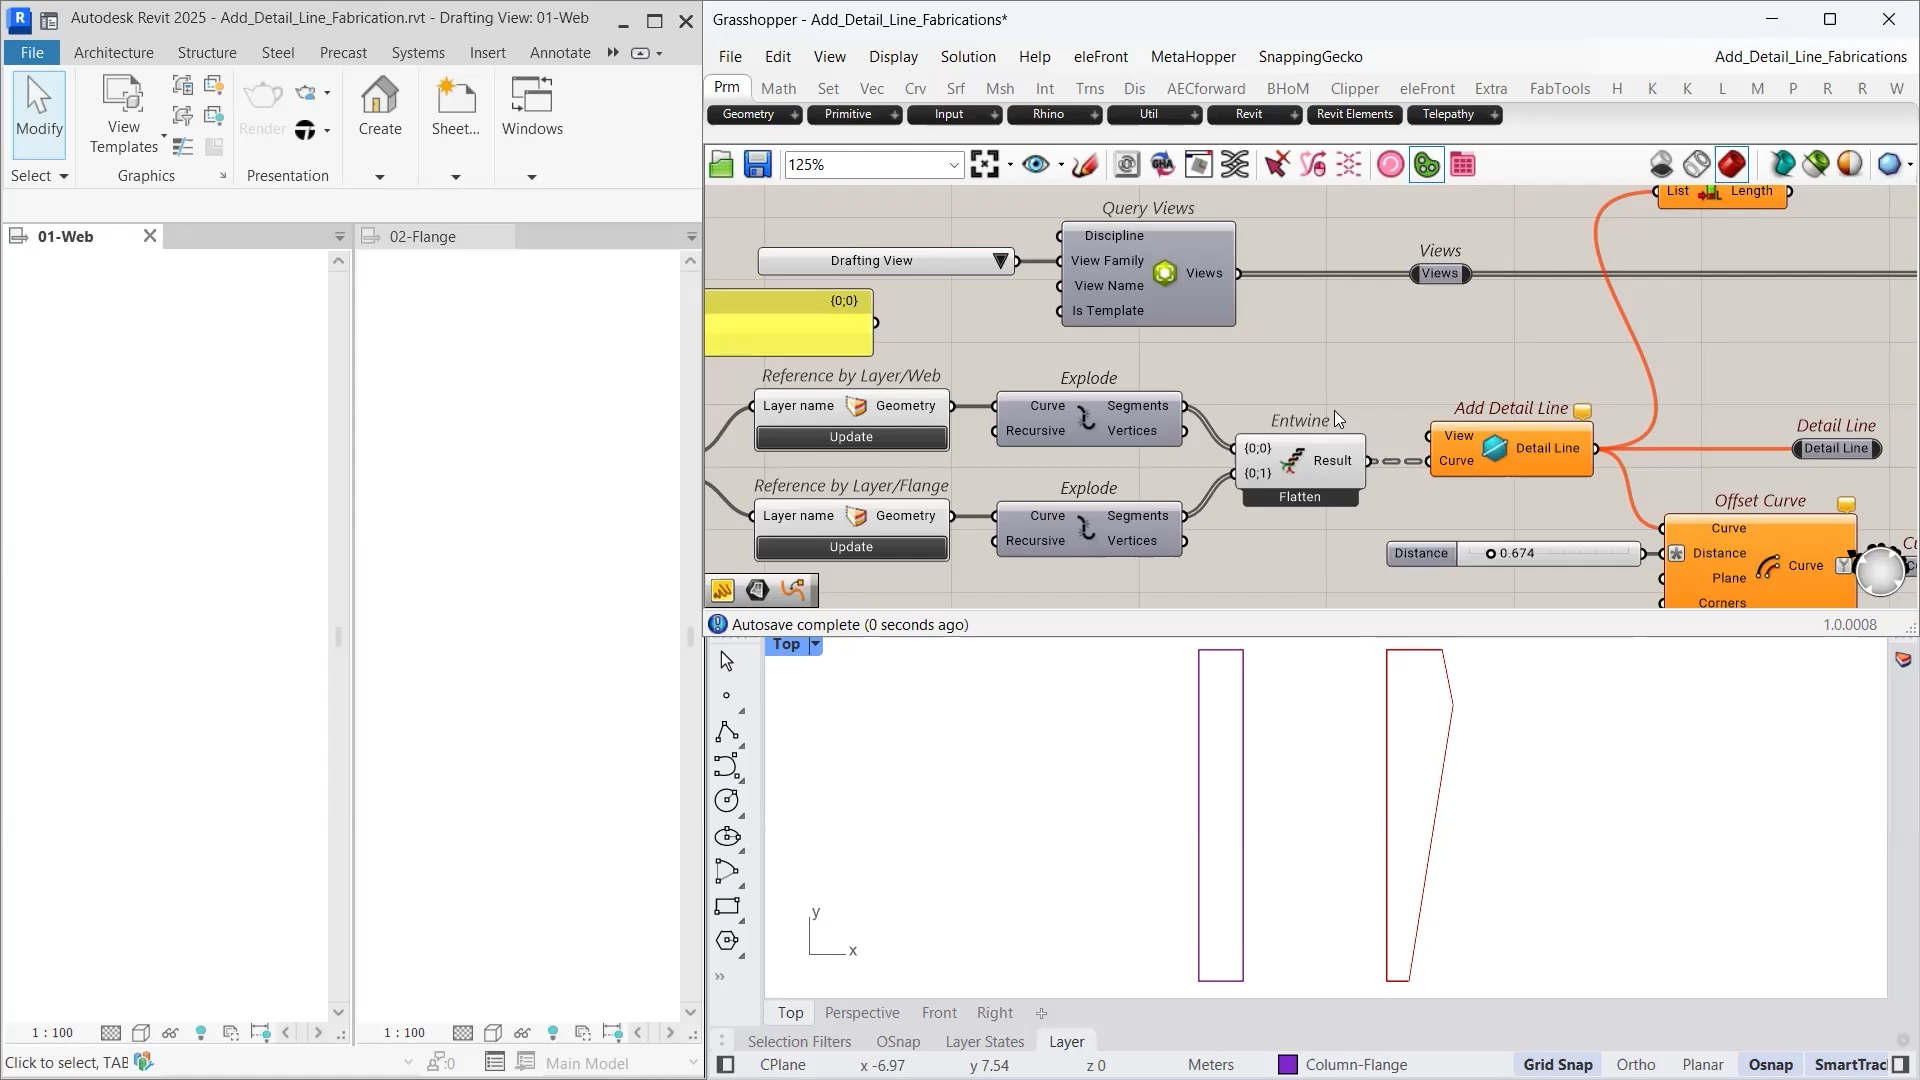 Autodesk Revit 2025 - Add_Detail_Line_Fabrication.rvt - Drafting View: 01-Web
File Architecture Structure Steel Precast Systems Insert Annotate
Modify
View Templates
Render
Create
Sheet...
Windows
Select
Graphics
Presentation
01-Web
02-Flange
1 : 100
1 : 100
Click to select, TAB
:0
Main Model
Grasshopper - Add_Detail_Line_Fabrications*
File Edit View Display Solution Help eleFront MetaHopper SnappingGecko
Add_Detail_Line_Fabrications
Prm Math Set Vec Crv Srf Msh Int Trns Dis AECforward BHoM Clipper eleFront Extra FabTools H K K L M P R R W
Geometry Primitive Input Rhino Util Revit Revit Elements Telepathy
125%
GHA
List Length
Query Views
Drafting View
Discipline
View Family
View Name
Is Template
Views
Views
Views
{0;0}
Reference by Layer/Web
Layer name Geometry
Update
Explode
Curve Segments
Recursive Vertices
Entwine
{0;0}
{0;1}
Result
Flatten
Add Detail Line
View
Curve
Detail Line
Detail Line
Detail Line
Reference by Layer/Flange
Layer name Geometry
Update
Explode
Curve Segments
Recursive Vertices
Offset Curve
Curve
Distance
Plane
Corners
Curve
Distance 0.674
Autosave complete (0 seconds ago)
1.0.0008
Top
y
x
Top Perspective Front Right
Selection Filters OSnap Layer States Layer
CPlane x -6.97 y 7.54 z 0 Meters Column-Flange Grid Snap Ortho Planar Osnap SmartTrac